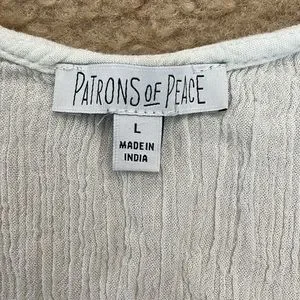 PATRONS OF PEACE
L
MADE IN
INDIA